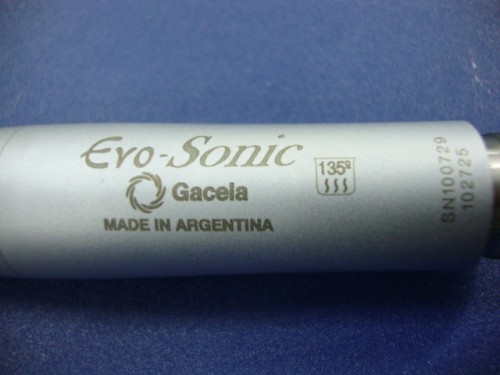 Evo-Sonic
Gacela
MADE IN ARGENTINA
135º
SN100729
102725